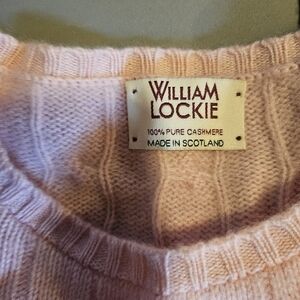 WILLIAM
LOCKIE
100% PURE CASHMERE
MADE IN SCOTLAND